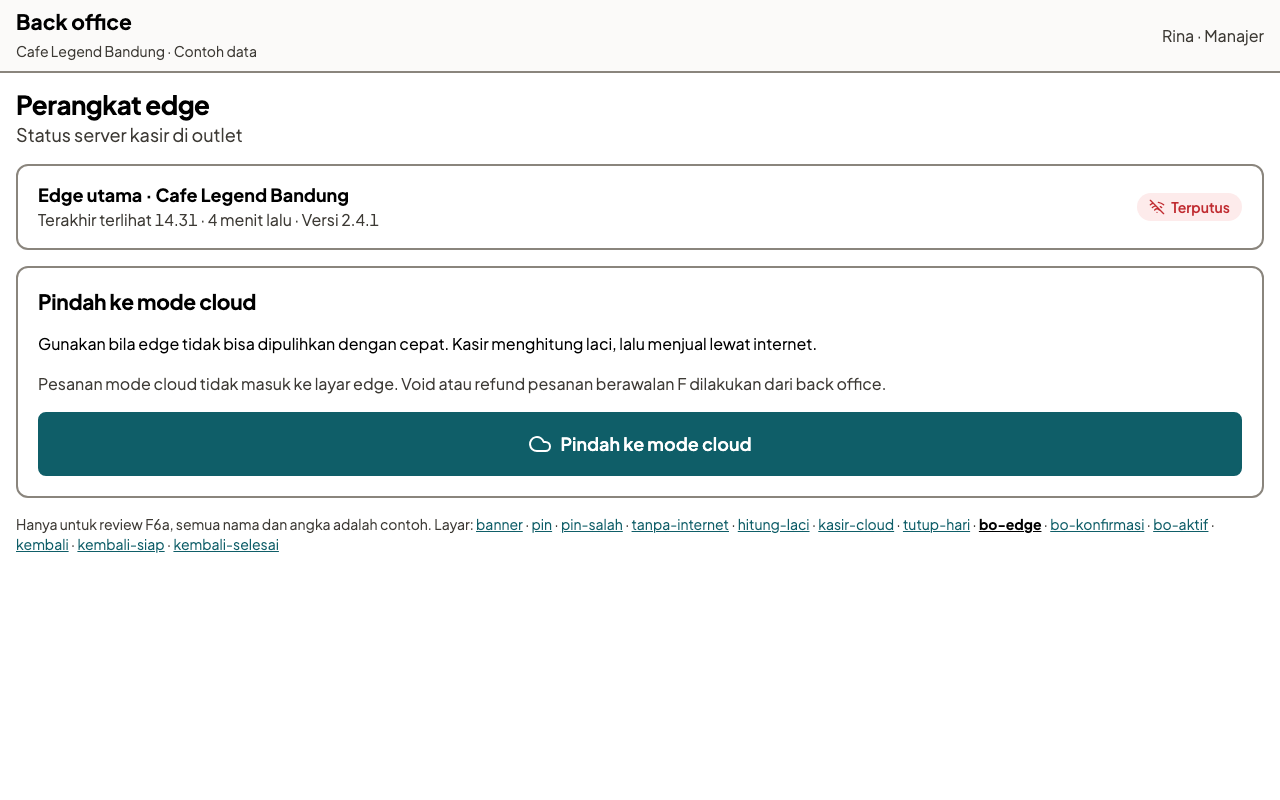 Back office
Cafe Legend Bandung · Contoh data
Rina · Manajer
Perangkat edge
Status server kasir di outlet
Edge utama · Cafe Legend Bandung
Terakhir terlihat 14.31 · 4 menit lalu · Versi 2.4.1
Terputus
Pindah ke mode cloud
Gunakan bila edge tidak bisa dipulihkan dengan cepat. Kasir menghitung laci, lalu menjual lewat internet.
Pesanan mode cloud tidak masuk ke layar edge. Void atau refund pesanan berawalan F dilakukan dari back office.
Pindah ke mode cloud
Hanya untuk review F6a, semua nama dan angka adalah contoh. Layar: banner · pin · pin-salah · tanpa-internet · hitung-laci · kasir-cloud · tutup-hari · bo-edge · bo-konfirmasi · bo-aktif ·
kembali · kembali-siap · kembali-selesai